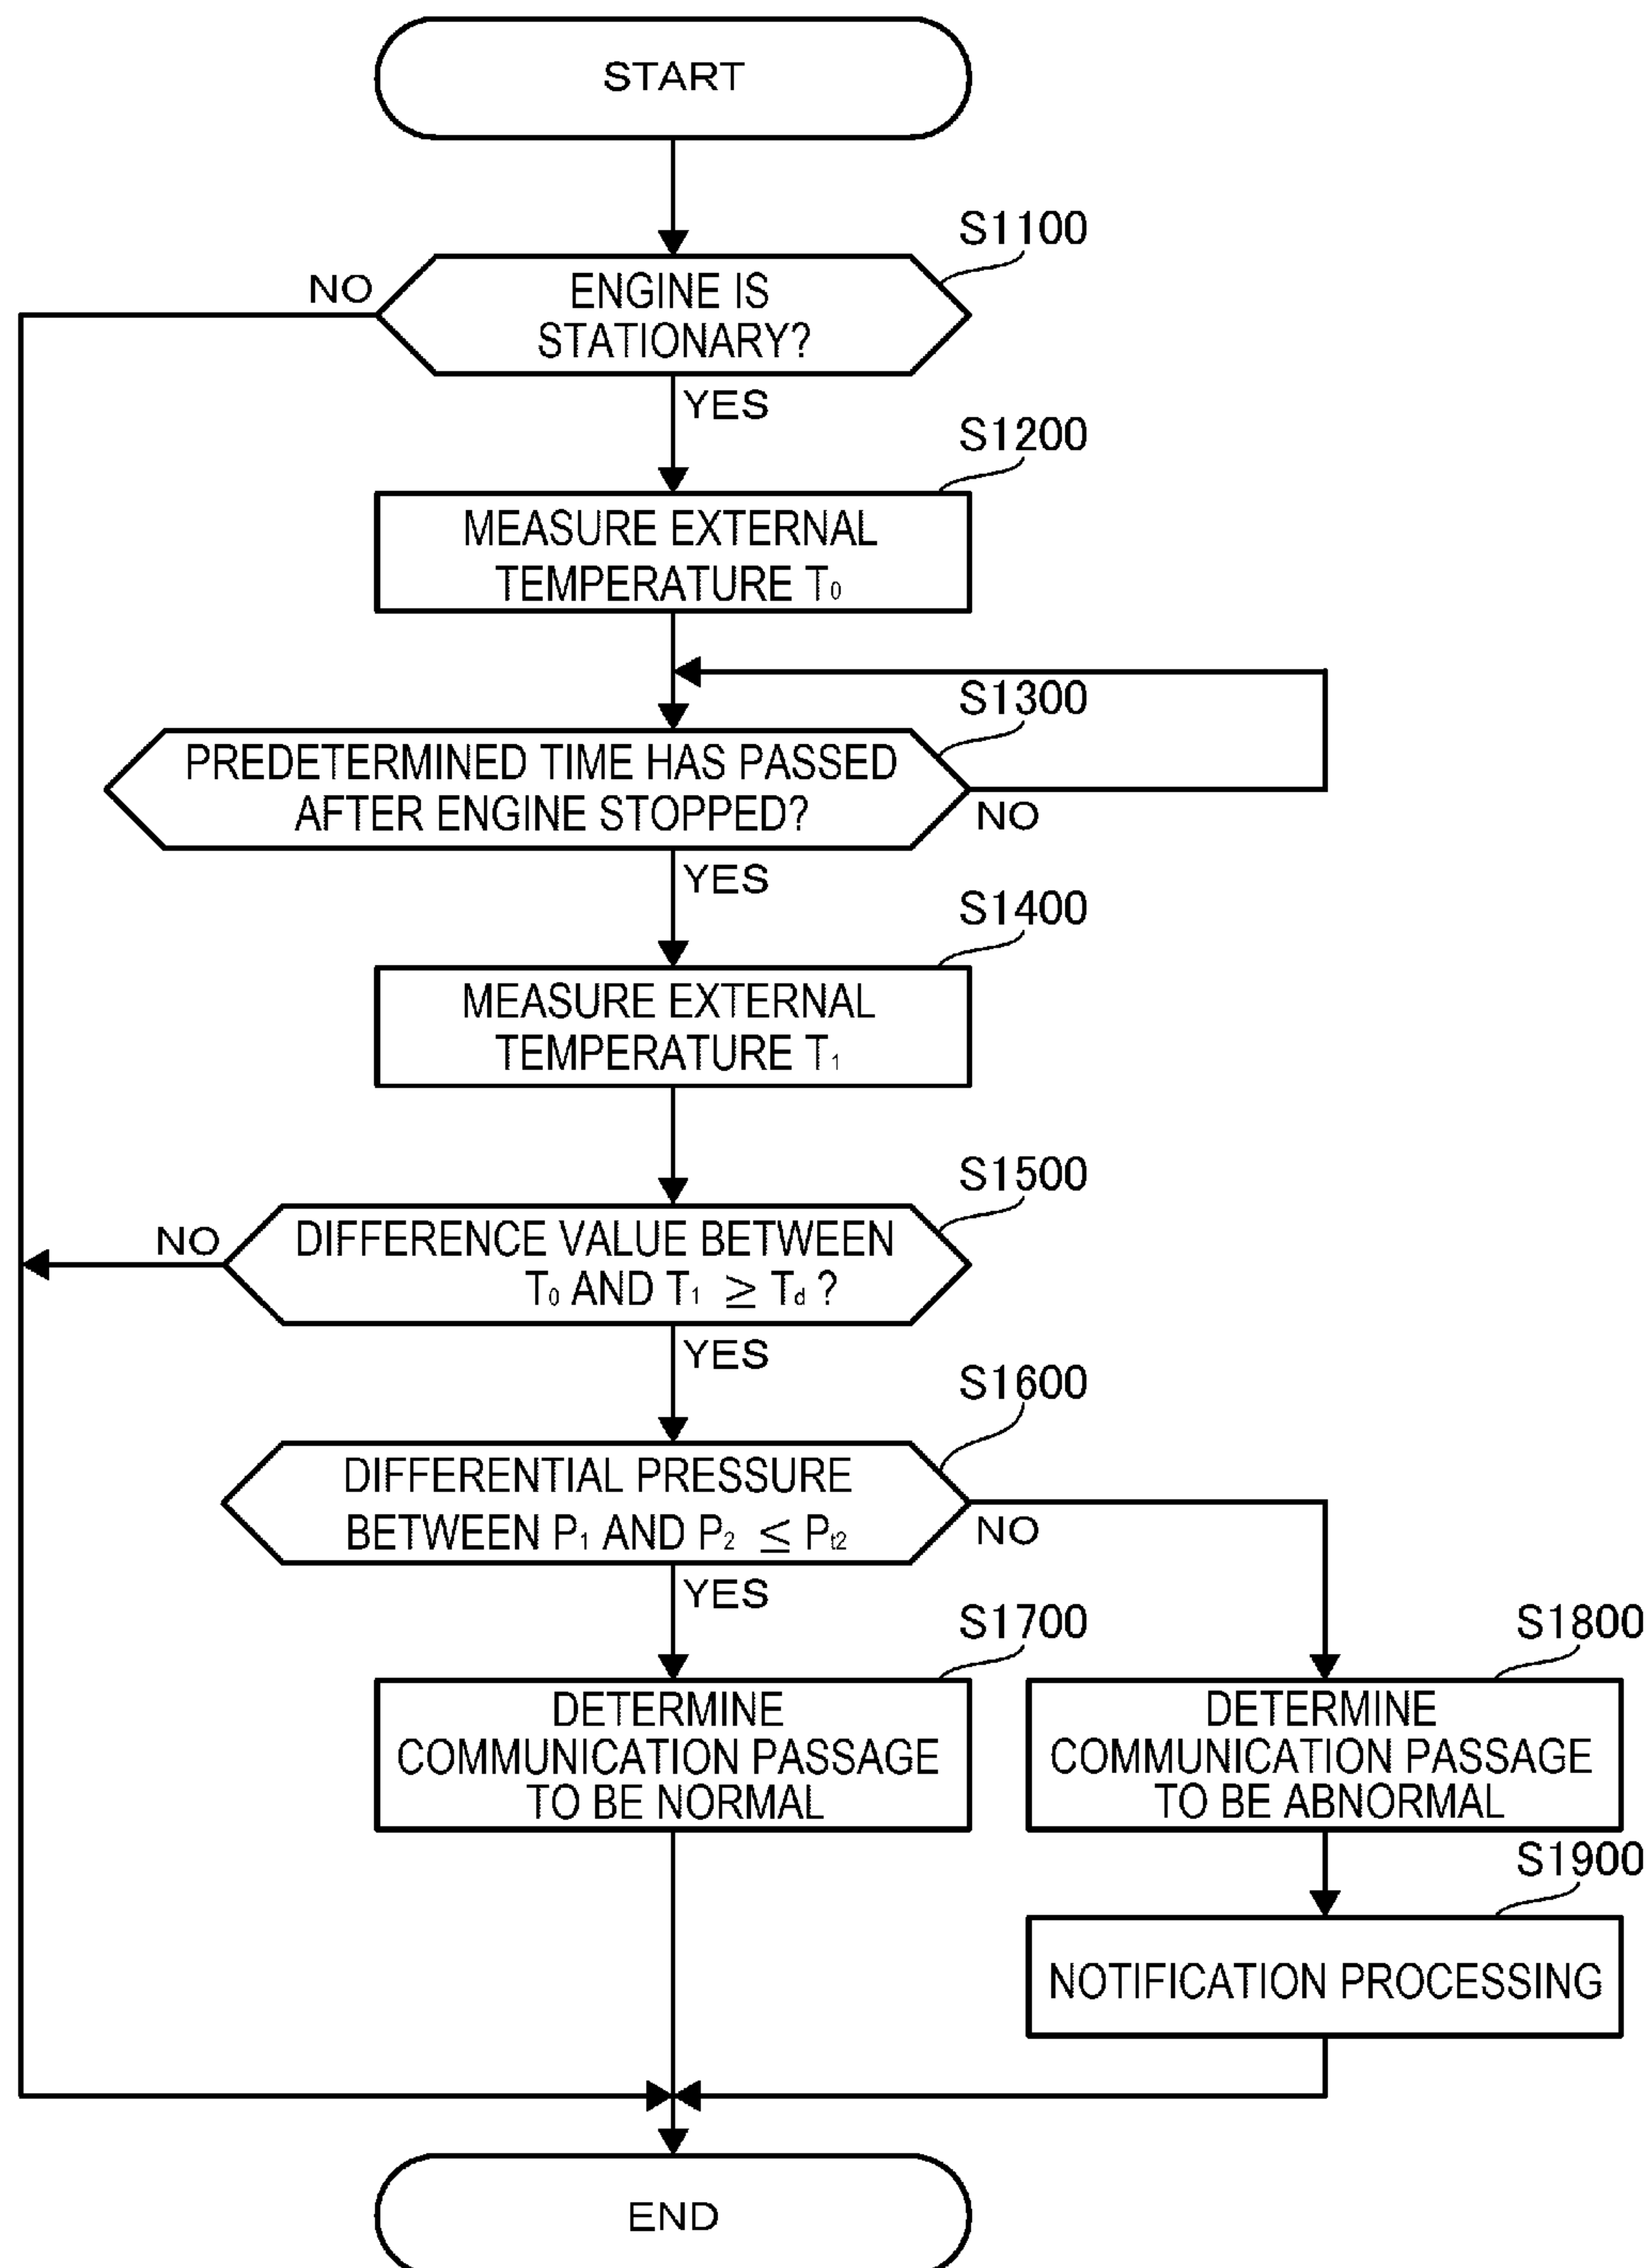 START
S1100
NO
ENGINE IS
STATIONARY?
YES
S1200
MEASURE EXTERNAL
TEMPERATURE T₀
S1300
PREDETERMINED TIME HAS PASSED
AFTER ENGINE STOPPED?
NO
YES
S1400
MEASURE EXTERNAL
TEMPERATURE T₁
S1500
NO
DIFFERENCE VALUE BETWEEN
T₀ AND T₁ ≥ Td ?
YES
S1600
DIFFERENTIAL PRESSURE
BETWEEN P₁ AND P₂ ≤ Pt2
NO
YES
S1700
DETERMINE
COMMUNICATION PASSAGE
TO BE NORMAL
S1800
DETERMINE
COMMUNICATION PASSAGE
TO BE ABNORMAL
S1900
NOTIFICATION PROCESSING
END